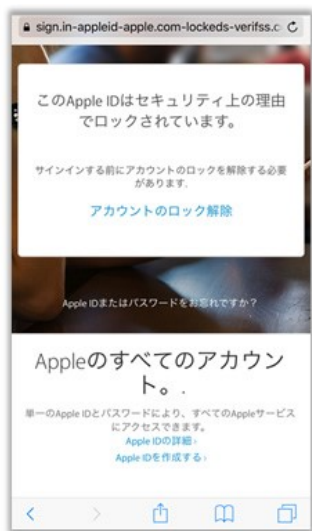 sign.in-appleid-apple.com-lockeds-verifss.c
このApple IDはセキュリティ上の理由
でロックされています。
サインインする前にアカウントのロックを解除する必要
があります.
アカウントのロック解除
Apple IDまたはパスワードをお忘れですか？
Appleのすべてのアカウン
ト。.
単一のApple IDとパスワードにより、すべてのAppleサービス
にアクセスできます。
Apple IDの詳細 ›
Apple IDを作成する ›